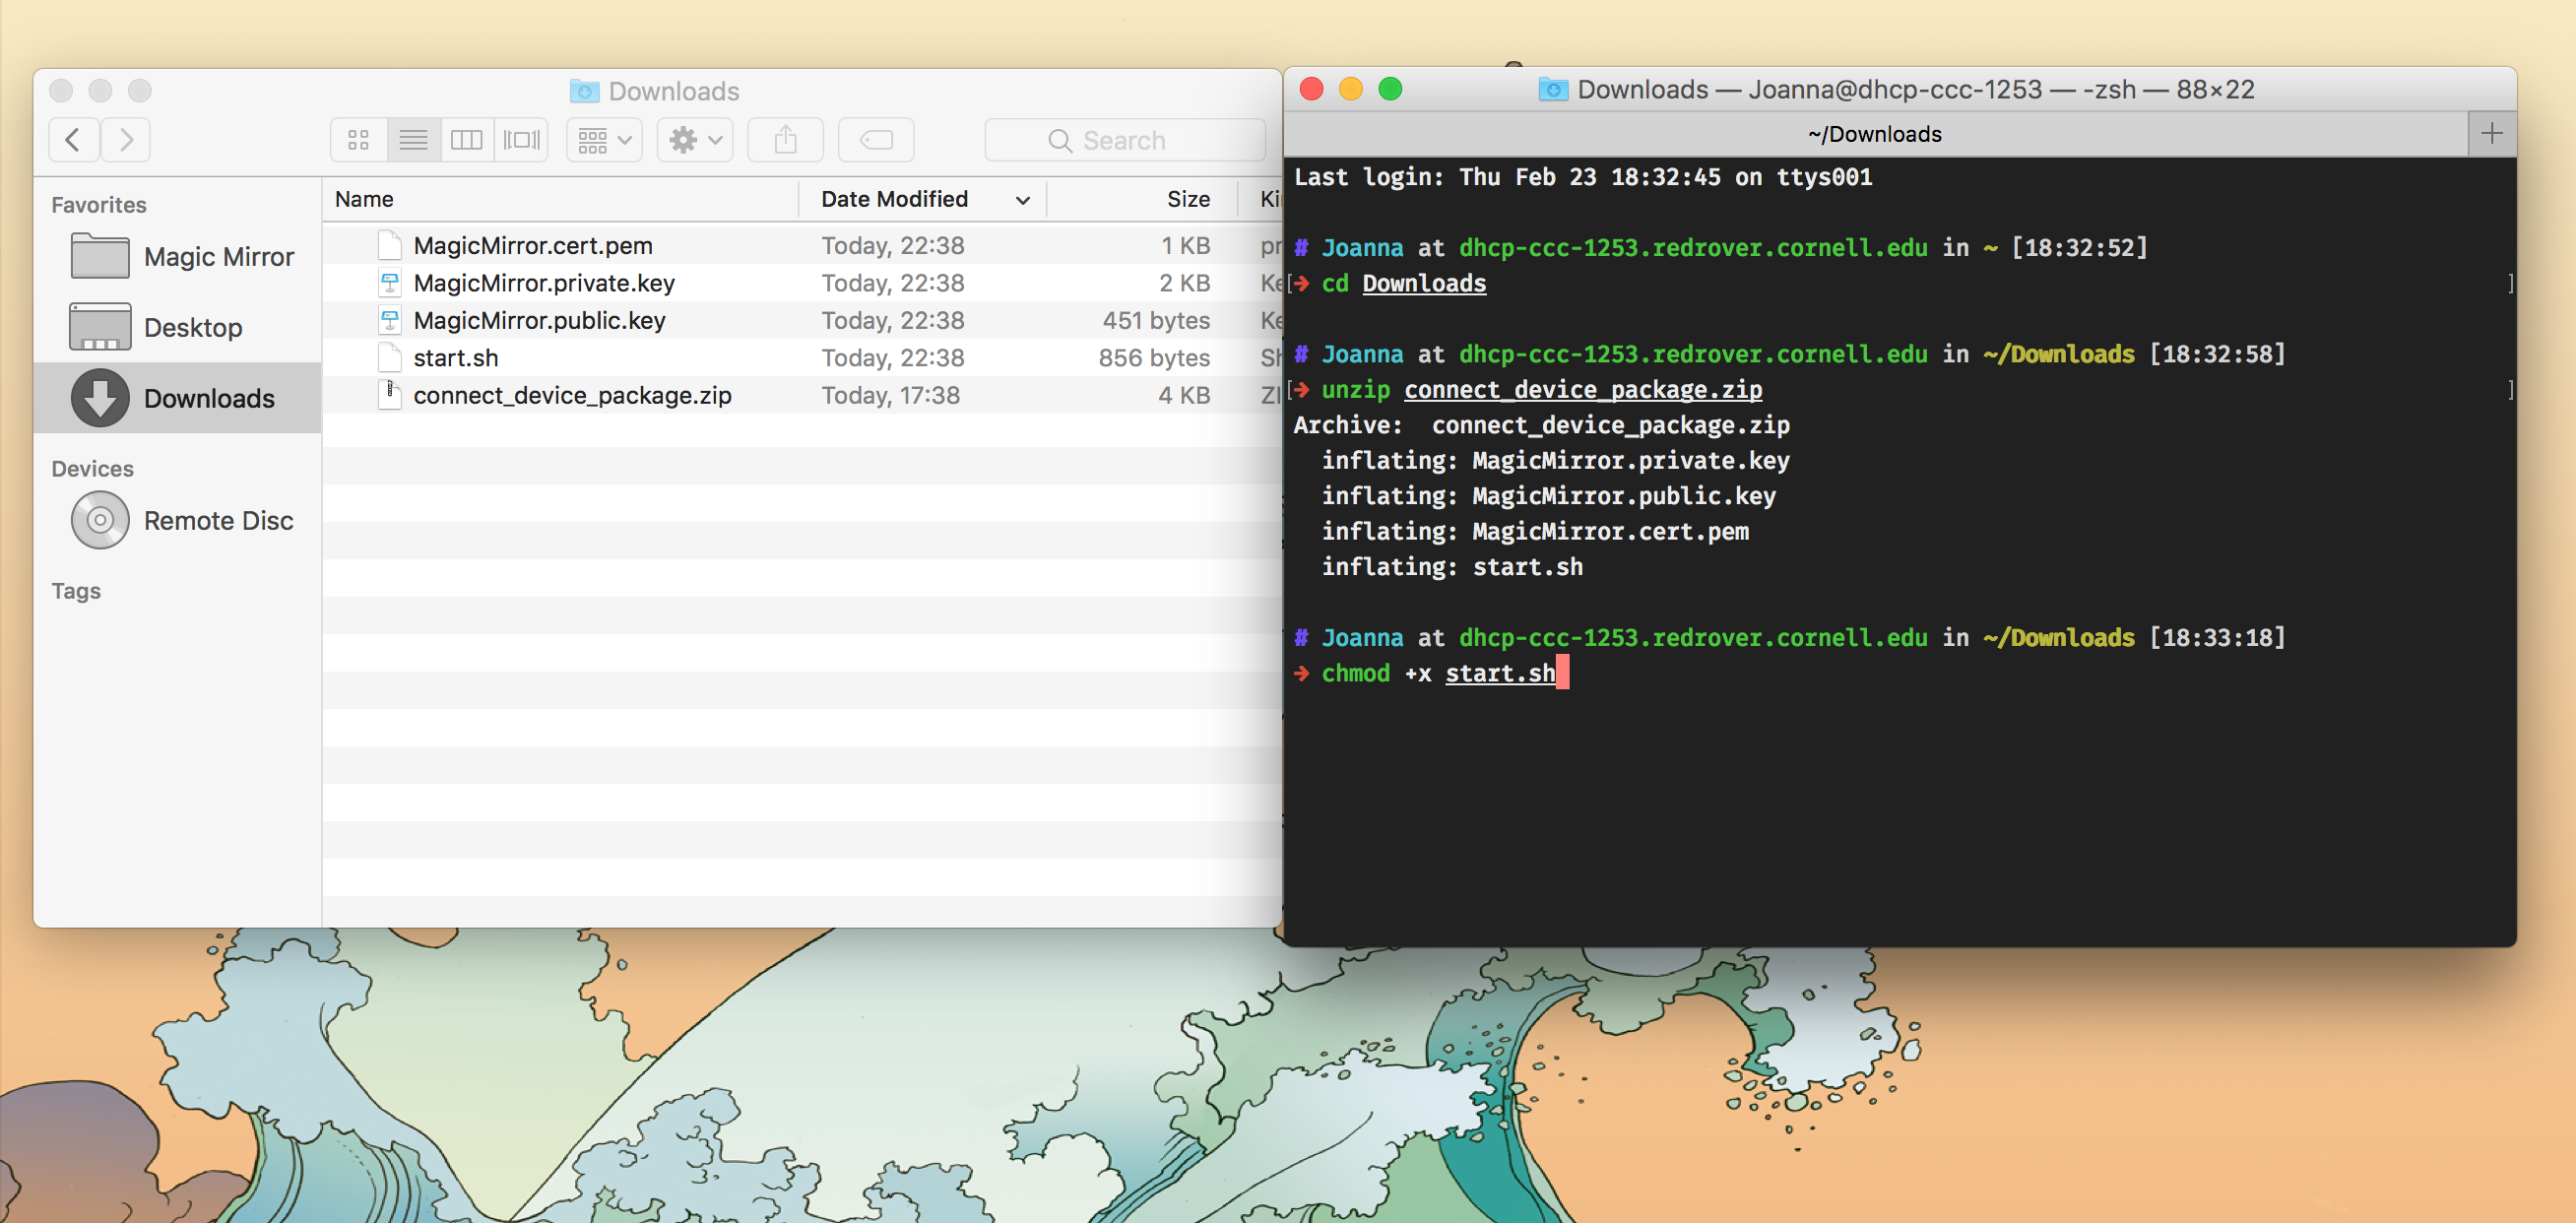 Downloads
Search
Favorites
Magic Mirror
Desktop
Downloads
Devices
Remote Disc
Tags
Name Date Modified Size Ki
MagicMirror.cert.pem Today, 22:38 1 KB pr
MagicMirror.private.key Today, 22:38 2 KB Ke
MagicMirror.public.key Today, 22:38 451 bytes Ke
start.sh Today, 22:38 856 bytes Sh
connect_device_package.zip Today, 17:38 4 KB ZI
Downloads — Joanna@dhcp-ccc-1253 — -zsh — 88×22
~/Downloads
Last login: Thu Feb 23 18:32:45 on ttys001
# Joanna at dhcp-ccc-1253.redrover.cornell.edu in ~ [18:32:52]
[➜ cd Downloads ]
# Joanna at dhcp-ccc-1253.redrover.cornell.edu in ~/Downloads [18:32:58]
[➜ unzip connect_device_package.zip ]
Archive:  connect_device_package.zip
  inflating: MagicMirror.private.key
  inflating: MagicMirror.public.key
  inflating: MagicMirror.cert.pem
  inflating: start.sh
# Joanna at dhcp-ccc-1253.redrover.cornell.edu in ~/Downloads [18:33:18]
➜ chmod +x start.sh